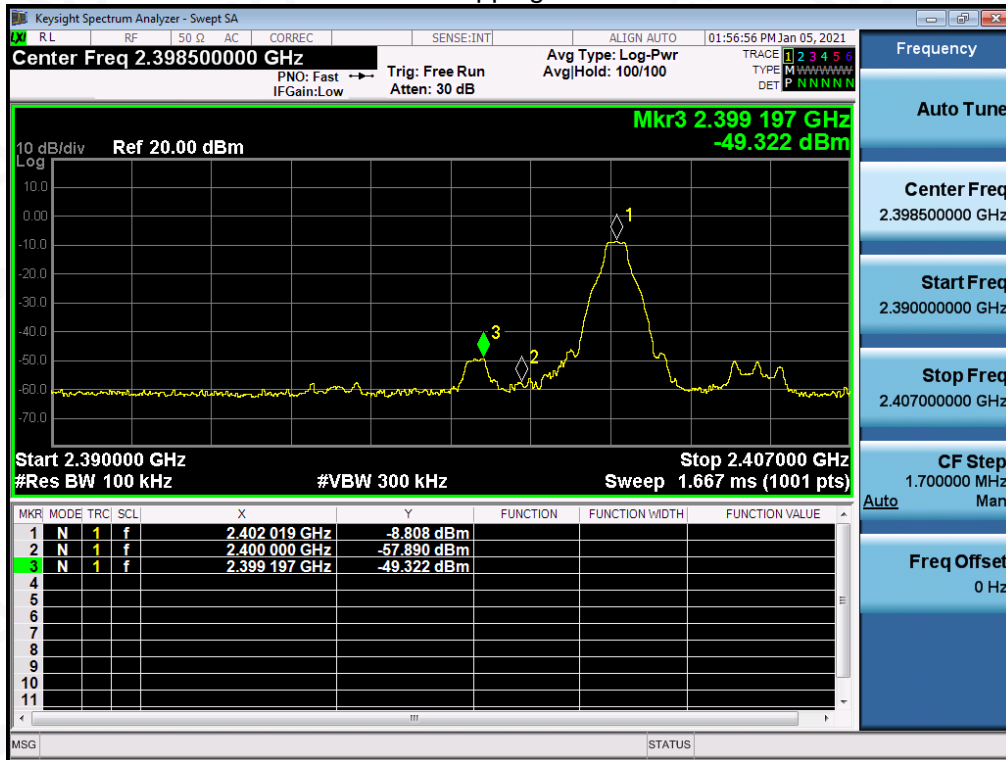 Keysight Spectrum Analyzer - Swept SA
LXI RL RF 50 Ω AC CORREC SENSE:INT ALIGN AUTO 01:56:56 PM Jan 05, 2021
Center Freq 2.398500000 GHz
PNO: Fast
IFGain:Low
Trig: Free Run
Atten: 30 dB
Avg Type: Log-Pwr
Avg|Hold: 100/100
TRACE 1 2 3 4 5 6
TYPE M WWWWW
DET P N N N N N
Mkr3 2.399 197 GHz
-49.322 dBm
10 dB/div Ref 20.00 dBm
Log
10.0
0.00
-10.0
-20.0
-30.0
-40.0
-50.0
-60.0
-70.0
1
3
2
Start 2.390000 GHz Stop 2.407000 GHz
#Res BW 100 kHz #VBW 300 kHz Sweep 1.667 ms (1001 pts)
MKR MODE TRC SCL X Y FUNCTION FUNCTION WIDTH FUNCTION VALUE
1 N 1 f 2.402 019 GHz -8.808 dBm
2 N 1 f 2.400 000 GHz -57.890 dBm
3 N 1 f 2.399 197 GHz -49.322 dBm
4
5
6
7
8
9
10
11
MSG STATUS
Frequency
Auto Tune
Center Freq
2.398500000 GHz
Start Freq
2.390000000 GHz
Stop Freq
2.407000000 GHz
CF Step
1.700000 MHz
Auto Man
Freq Offset
0 Hz